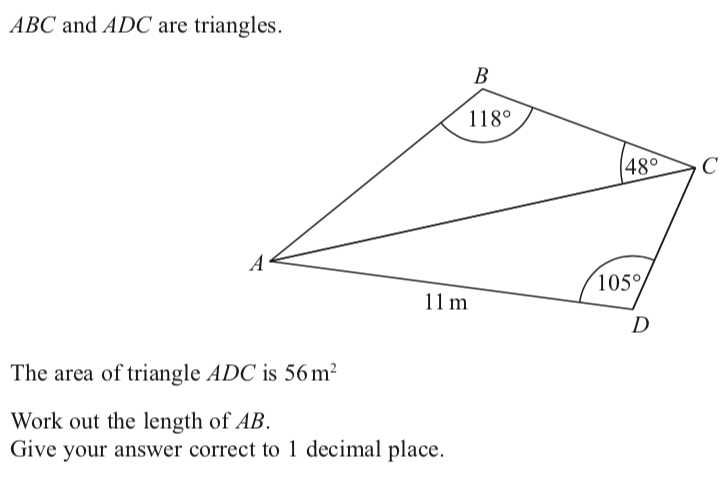 ABC and ADC are triangles.
B
118°
48°
C
A
105°
11 m
D
The area of triangle ADC is 56 m²
Work out the length of AB.
Give your answer correct to 1 decimal place.